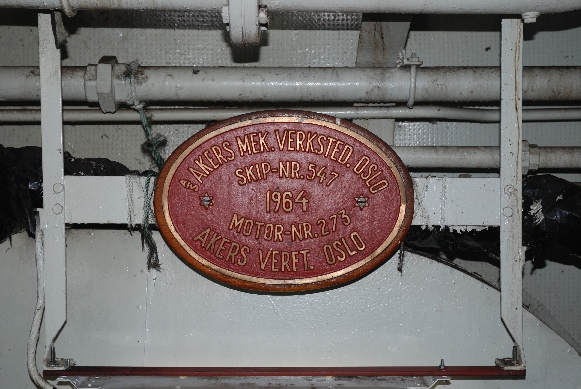 A/S AKERS MEK. VERKSTED. OSLO
SKIP-NR. 547
1964
MOTOR-NR. 273
AKERS VERFT. OSLO